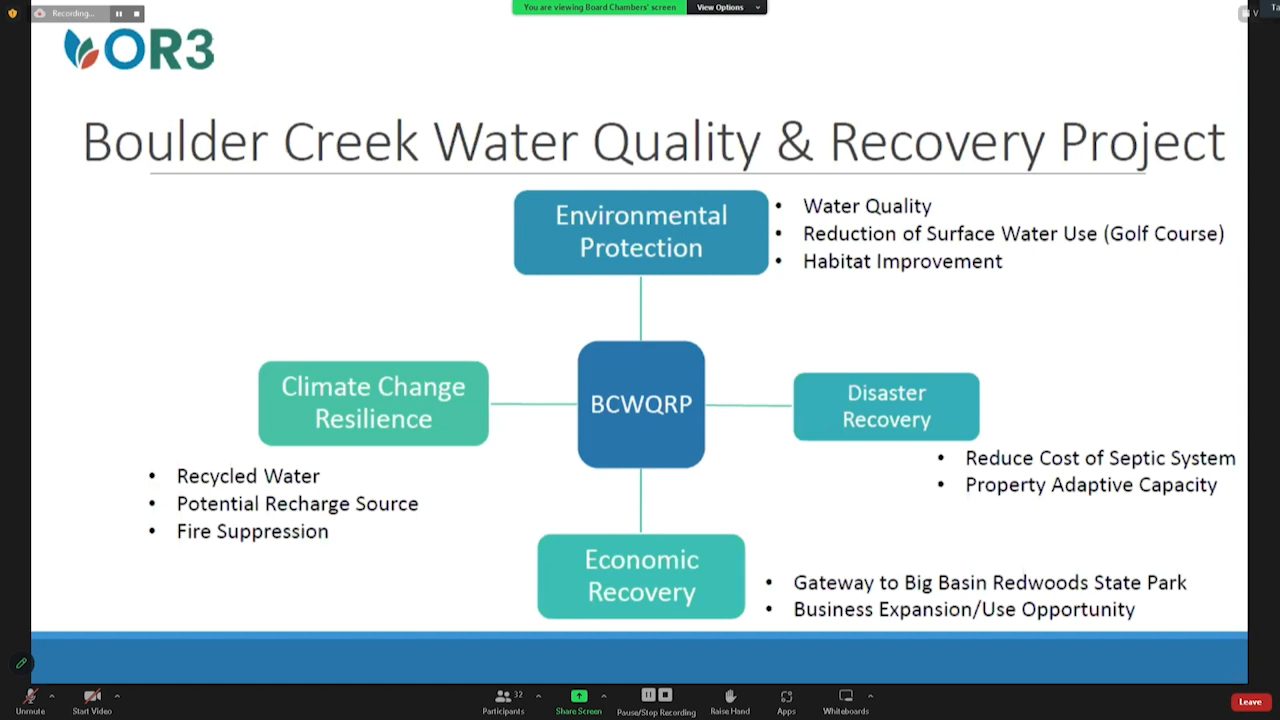 Recording...
You are viewing Board Chambers' screen
View Options
V
Ta
OR3
Boulder Creek Water Quality & Recovery Project
Environmental
Protection
• Water Quality
• Reduction of Surface Water Use (Golf Course)
• Habitat Improvement
Climate Change
Resilience
BCWQRP
Disaster
Recovery
• Recycled Water
• Potential Recharge Source
• Fire Suppression
• Reduce Cost of Septic System
• Property Adaptive Capacity
Economic
Recovery
• Gateway to Big Basin Redwoods State Park
• Business Expansion/Use Opportunity
Unmute
Start Video
32
Participants
Share Screen
Pause/Stop Recording
Raise Hand
Apps
Whiteboards
Leave